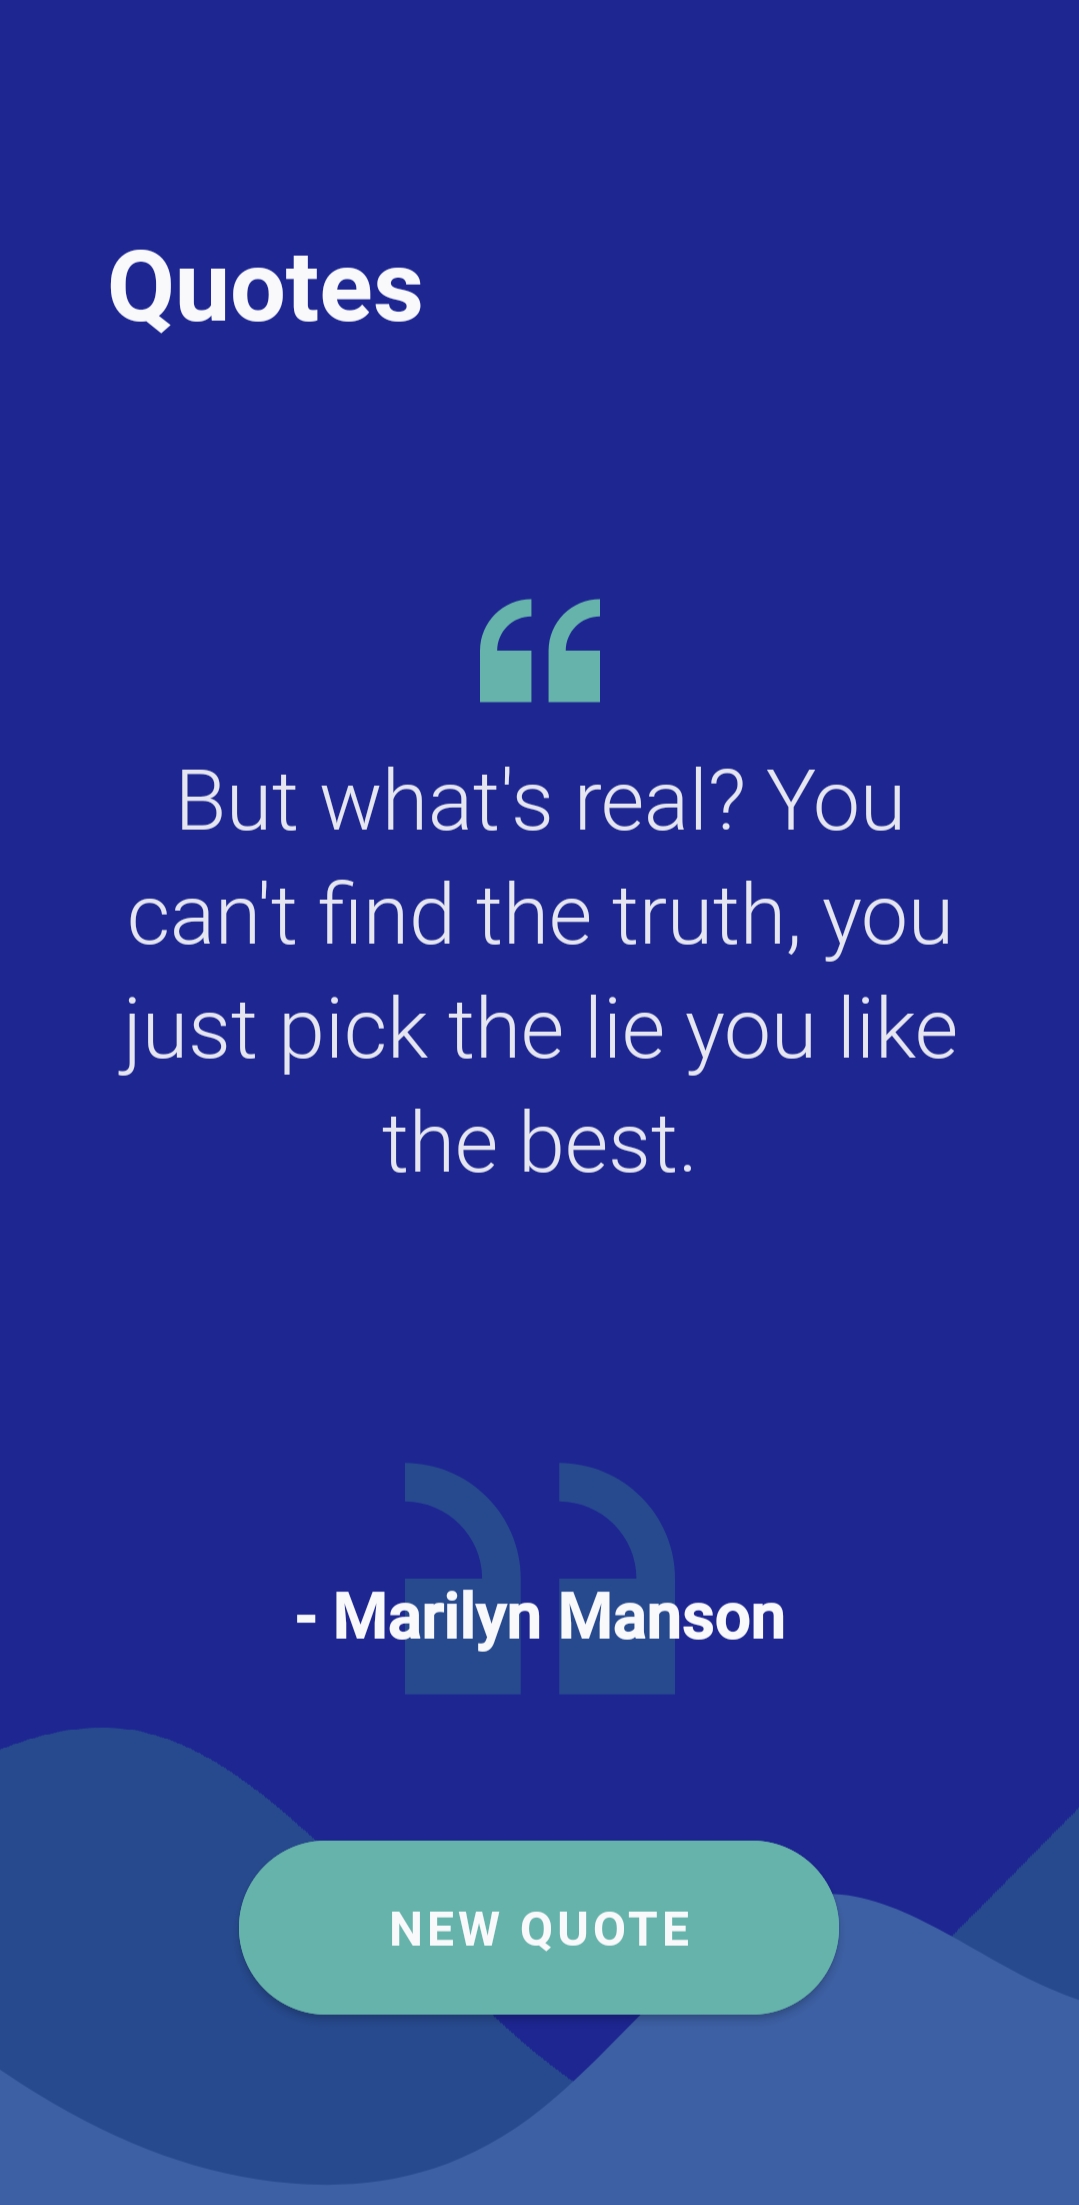 Quotes
But what's real? You
can't find the truth, you
just pick the lie you like
the best.
- Marilyn Manson
NEW QUOTE